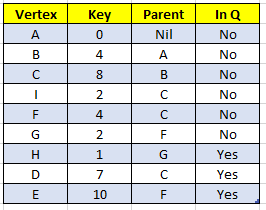 Vertex Key Parent In Q
A 0 Nil No
B 4 A No
C 8 B No
I 2 C No
F 4 C No
G 2 F No
H 1 G Yes
D 7 C Yes
E 10 F Yes